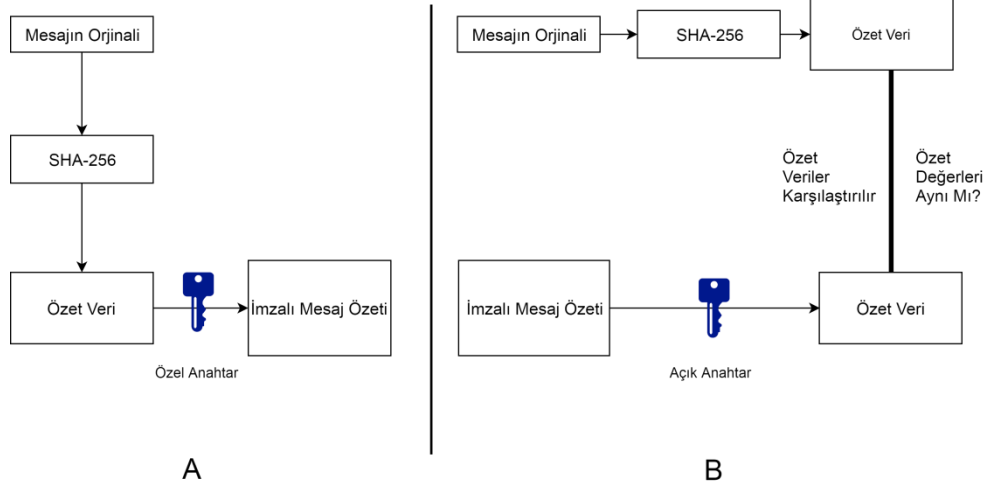 Mesajın Orjinali
SHA-256
Özet Veri
İmzalı Mesaj Özeti
Özel Anahtar
A
Mesajın Orjinali
SHA-256
Özet Veri
Özet
Veriler
Karşılaştırılır
Özet
Değerleri
Aynı Mı?
İmzalı Mesaj Özeti
Özet Veri
Açık Anahtar
B